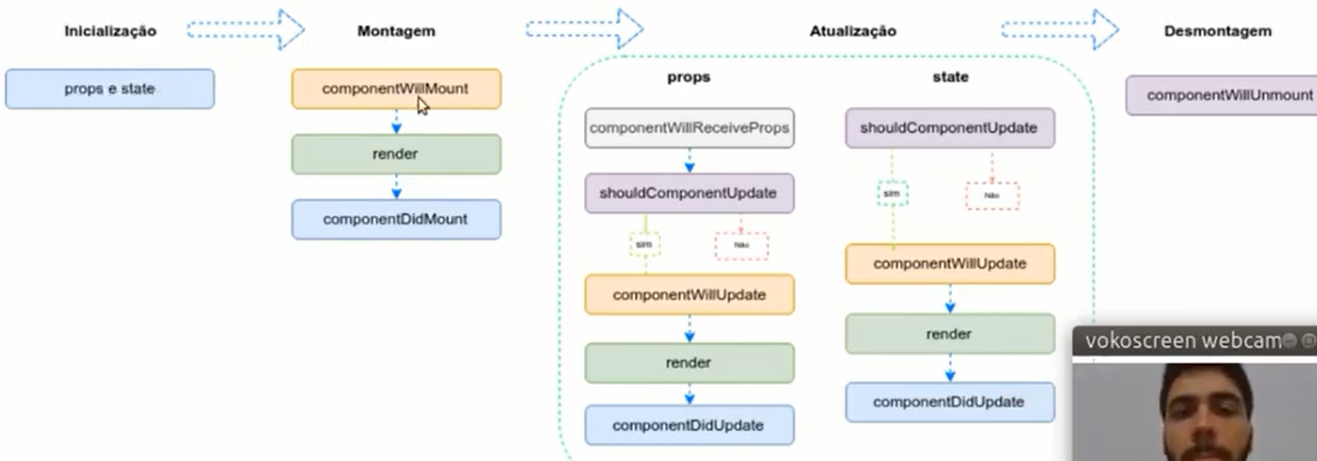 Inicialização
Montagem
Atualização
Desmontagem
props e state
componentWillMount
render
componentDidMount
props
componentWillReceiveProps
shouldComponentUpdate
sim
Não
componentWillUpdate
render
componentDidUpdate
state
shouldComponentUpdate
sim
Não
componentWillUpdate
render
componentDidUpdate
componentWillUnmount
vokoscreen webcam